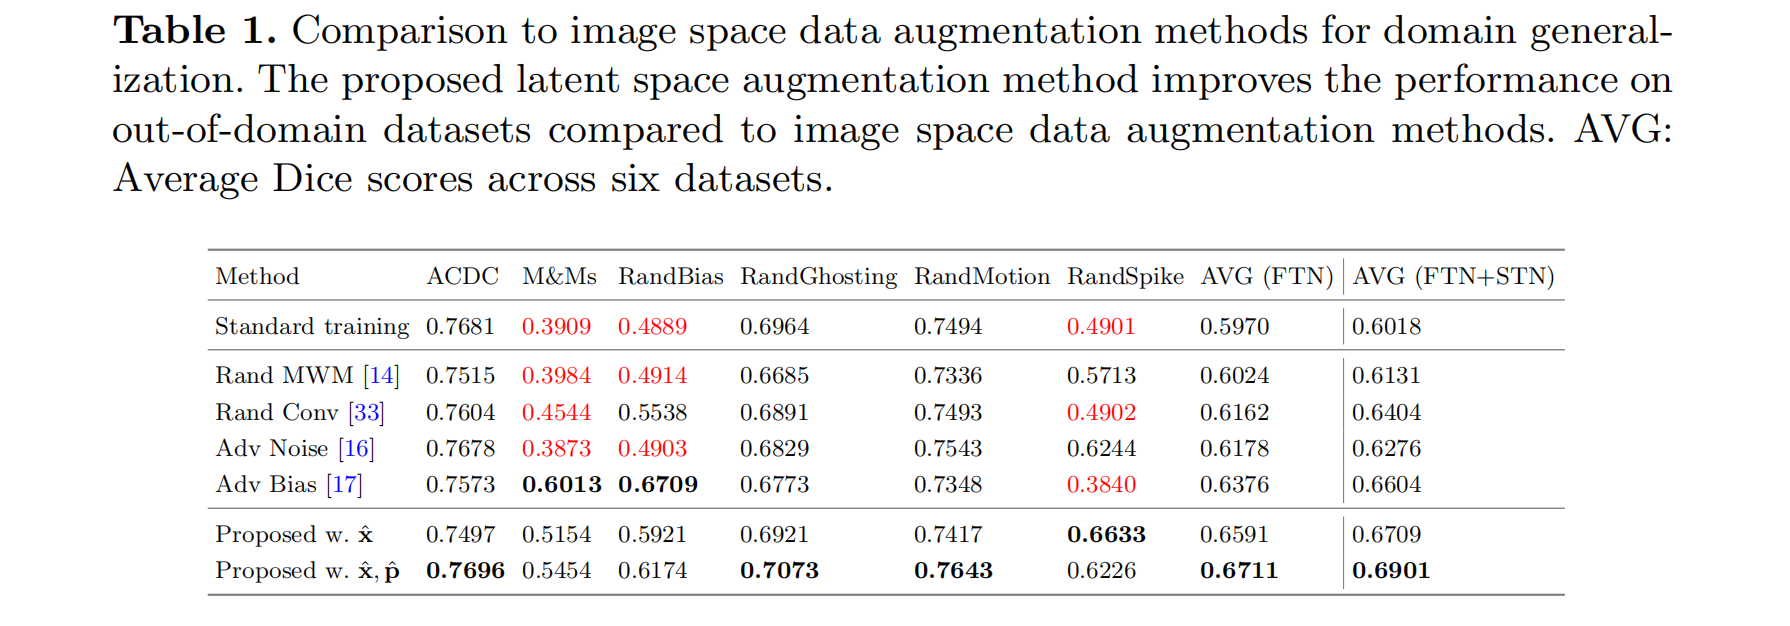 Table 1. Comparison to image space data augmentation methods for domain general-
ization. The proposed latent space augmentation method improves the performance on
out-of-domain datasets compared to image space data augmentation methods. AVG:
Average Dice scores across six datasets.
Method ACDC M&Ms RandBias RandGhosting RandMotion RandSpike AVG (FTN) AVG (FTN+STN)
Standard training 0.7681 0.3909 0.4889 0.6964 0.7494 0.4901 0.5970 0.6018
Rand MWM [14] 0.7515 0.3984 0.4914 0.6685 0.7336 0.5713 0.6024 0.6131
Rand Conv [33] 0.7604 0.4544 0.5538 0.6891 0.7493 0.4902 0.6162 0.6404
Adv Noise [16] 0.7678 0.3873 0.4903 0.6829 0.7543 0.6244 0.6178 0.6276
Adv Bias [17] 0.7573 0.6013 0.6709 0.6773 0.7348 0.3840 0.6376 0.6604
Proposed w. x̂ 0.7497 0.5154 0.5921 0.6921 0.7417 0.6633 0.6591 0.6709
Proposed w. x̂, p̂ 0.7696 0.5454 0.6174 0.7073 0.7643 0.6226 0.6711 0.6901